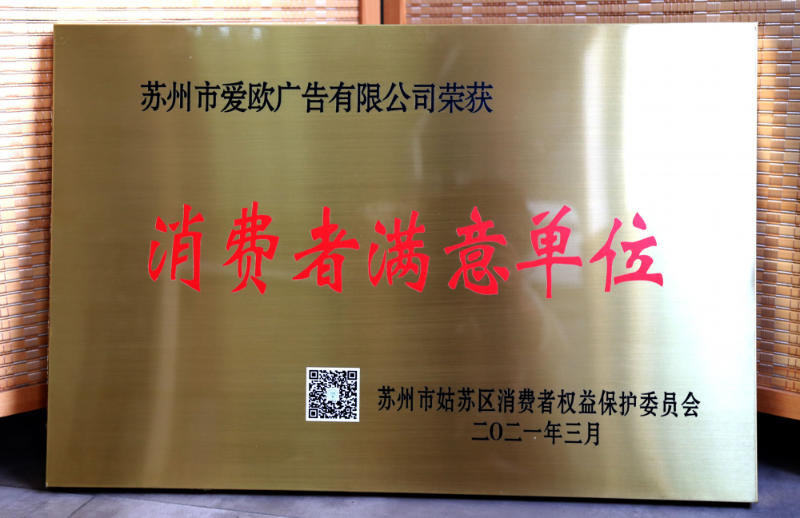 苏州市爱欧广告有限公司荣获
消费者满意单位
苏州市姑苏区消费者权益保护委员会
二〇二一年三月